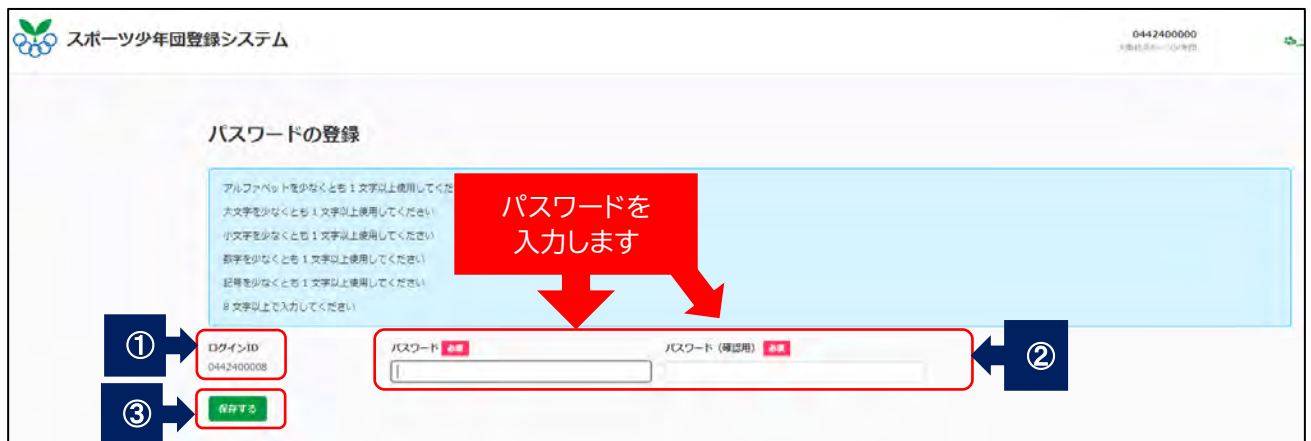 スポーツ少年団登録システム
0442400000
パスワードの登録
アルファベットを少なくとも1文字以上使用してくだ
大文字を少なくとも1文字以上使用してください
小文字を少なくとも1文字以上使用してください
数字を少なくとも1文字以上使用してください
記号を少なくとも1文字以上使用してください
8文字以上で入力してください
パスワードを
入力します
①
ログインID
0442400008
パスワード 必須
パスワード（確認用） 必須
②
③
保存する